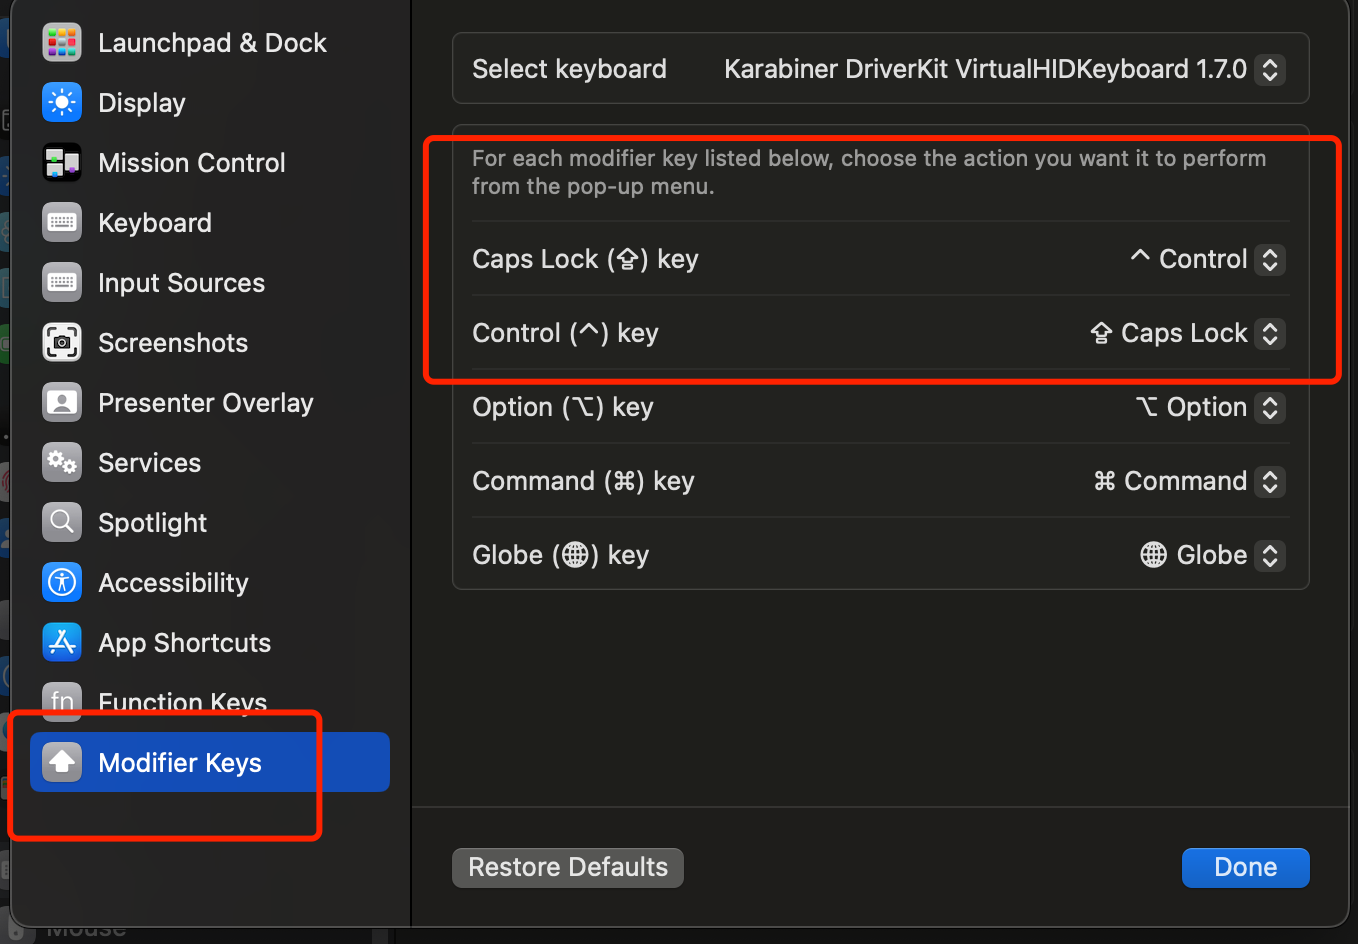 Launchpad & Dock
Display
Mission Control
Keyboard
Input Sources
Screenshots
Presenter Overlay
Services
Spotlight
Accessibility
App Shortcuts
fn Function Keys
Modifier Keys
Select keyboard Karabiner DriverKit VirtualHIDKeyboard 1.7.0
For each modifier key listed below, choose the action you want it to perform
from the pop-up menu.
Caps Lock (⇪) key ^ Control
Control (^) key ⇪ Caps Lock
Option (⌥) key ⌥ Option
Command (⌘) key ⌘ Command
Globe (🌐) key 🌐 Globe
Restore Defaults Done
Mouse